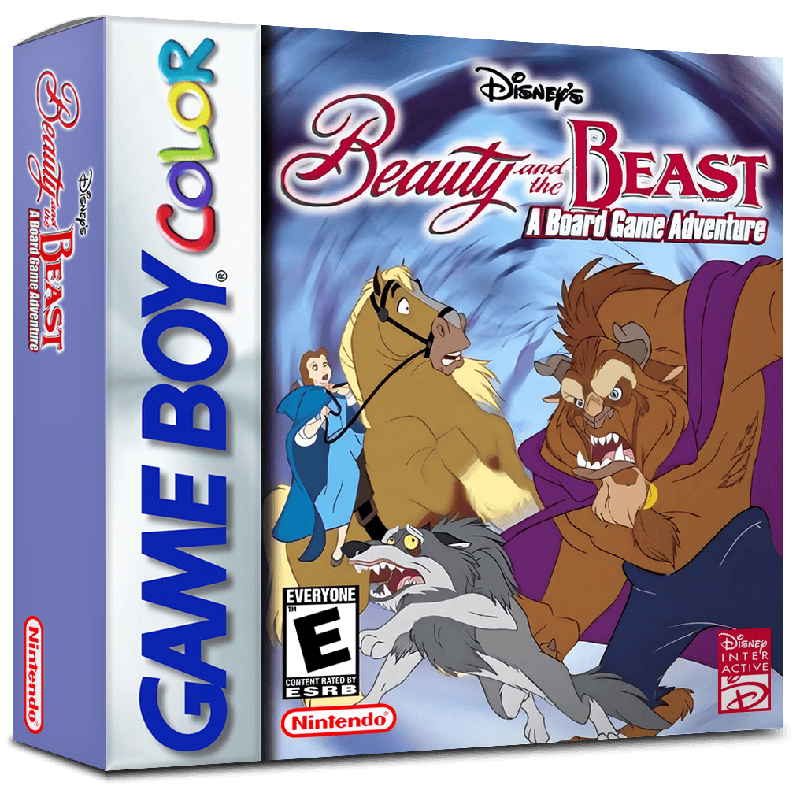 DISNEY'S
Beauty and the BEAST
A Board Game Adventure
Nintendo
GAME BOY COLOR
®
DISNEY'S
Beauty and the BEAST
A Board Game Adventure
EVERYONE
TM
E
CONTENT RATED BY
ESRB
Nintendo®
DISNEY
INTER
ACTIVE
D